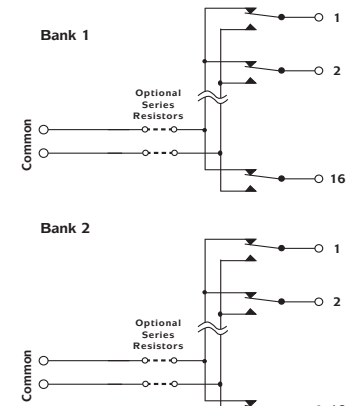 Bank 1
1
2
Optional
Series
Resistors
Common
16
Bank 2
1
2
Optional
Series
Resistors
Common